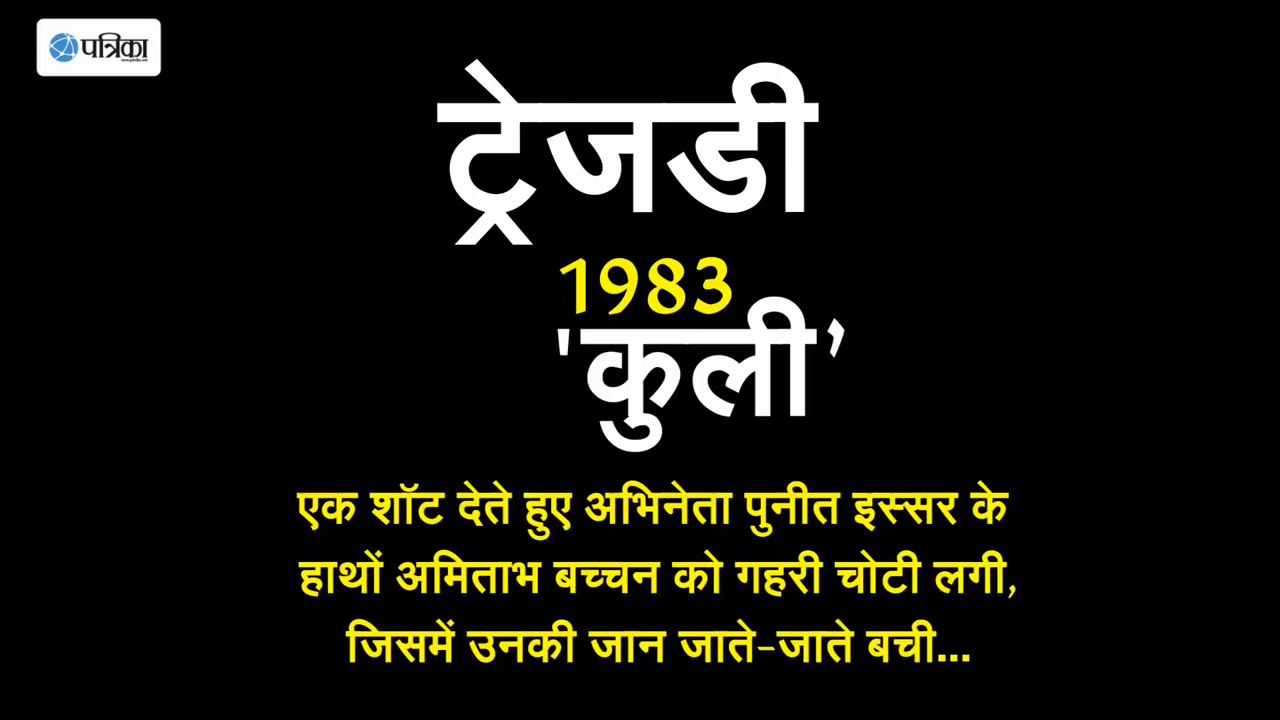 पत्रिका
ट्रेजडी
1983
'कुली’
एक शॉट देते हुए अभिनेता पुनीत इस्सर के
हाथों अमिताभ बच्चन को गहरी चोटी लगी,
जिसमें उनकी जान जाते-जाते बची...